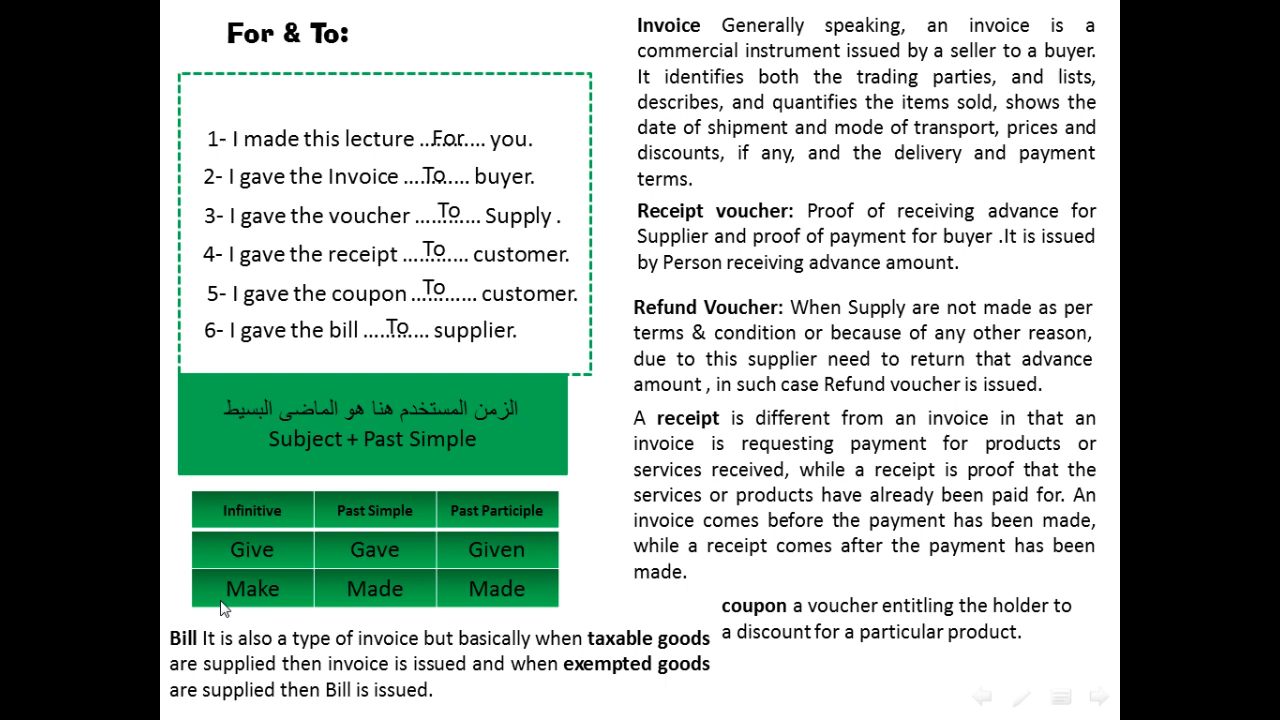 For & To:
1- I made this lecture ...For.... you.
2- I gave the Invoice ....To.... buyer.
3- I gave the voucher .....To..... Supply .
4- I gave the receipt ....To.... customer.
5- I gave the coupon ....To.... customer.
6- I gave the bill ....To.... supplier.
الزمن المستخدم هنا هو الماضى البسيط
Subject + Past Simple
Infinitive Past Simple Past Participle
Give Gave Given
Make Made Made
Bill It is also a type of invoice but basically when taxable goods
are supplied then invoice is issued and when exempted goods
are supplied then Bill is issued.
Invoice Generally speaking, an invoice is a
commercial instrument issued by a seller to a buyer.
It identifies both the trading parties, and lists,
describes, and quantifies the items sold, shows the
date of shipment and mode of transport, prices and
discounts, if any, and the delivery and payment
terms.
Receipt voucher: Proof of receiving advance for
Supplier and proof of payment for buyer .It is issued
by Person receiving advance amount.
Refund Voucher: When Supply are not made as per
terms & condition or because of any other reason,
due to this supplier need to return that advance
amount , in such case Refund voucher is issued.
A receipt is different from an invoice in that an
invoice is requesting payment for products or
services received, while a receipt is proof that the
services or products have already been paid for. An
invoice comes before the payment has been made,
while a receipt comes after the payment has been
made.
coupon a voucher entitling the holder to
a discount for a particular product.